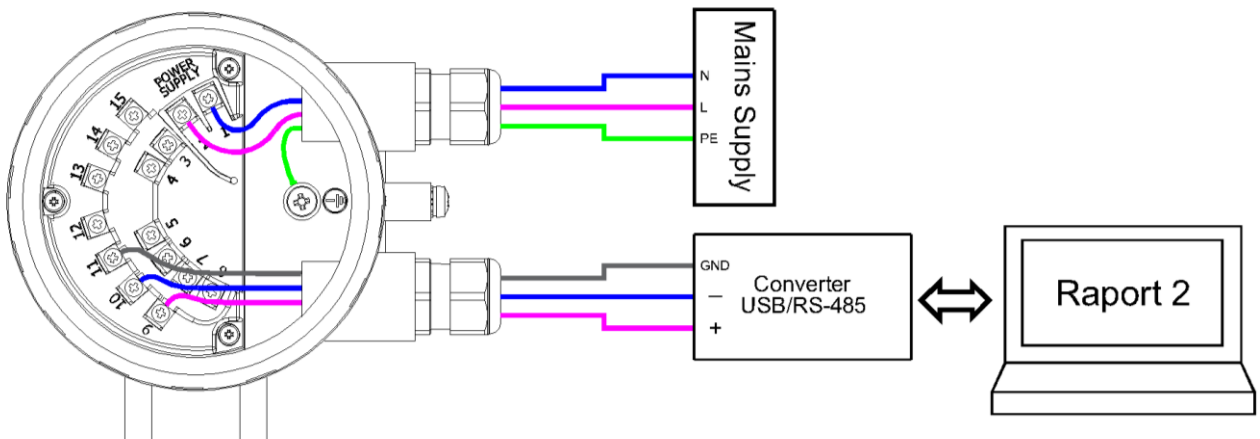 POWER
SUPPLY
1
2
3
4
5
6
7
8
9
10
11
12
13
14
15
Mains Supply
N
L
PE
GND
—
+
Converter
USB/RS-485
Raport 2